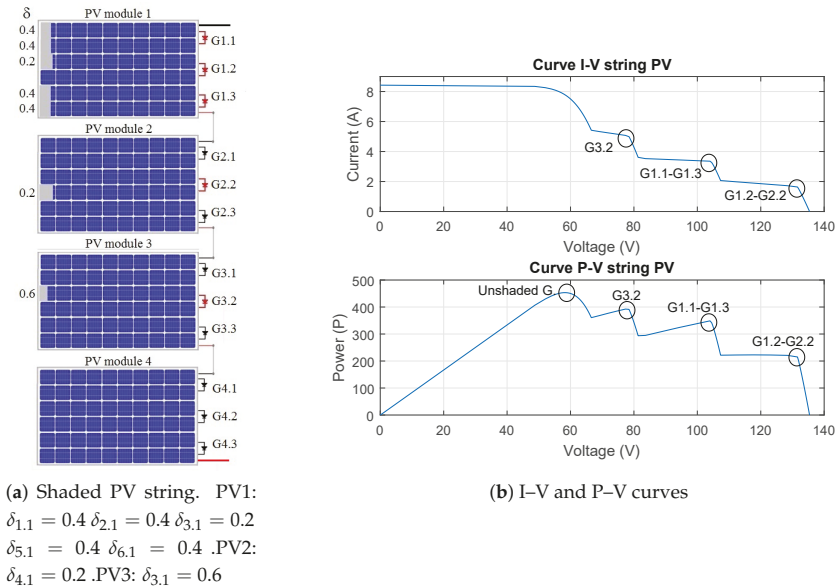 δ
PV module 1
0.4
0.4
0.2
0.4
0.4
G1.1
G1.2
G1.3
PV module 2
0.2
G2.1
G2.2
G2.3
PV module 3
0.6
G3.1
G3.2
G3.3
PV module 4
G4.1
G4.2
G4.3
(a) Shaded PV string. PV1:
δ1.1 = 0.4 δ2.1 = 0.4 δ3.1 = 0.2
δ5.1 = 0.4 δ6.1 = 0.4 .PV2:
δ4.1 = 0.2 .PV3: δ3.1 = 0.6
Curve I-V string PV
Current (A)
8
6
4
2
0
G3.2
G1.1-G1.3
G1.2-G2.2
0 20 40 60 80 100 120 140
Voltage (V)
Curve P-V string PV
Power (P)
500
400
300
200
100
0
Unshaded G
G3.2
G1.1-G1.3
G1.2-G2.2
0 20 40 60 80 100 120 140
Voltage (V)
(b) I–V and P–V curves